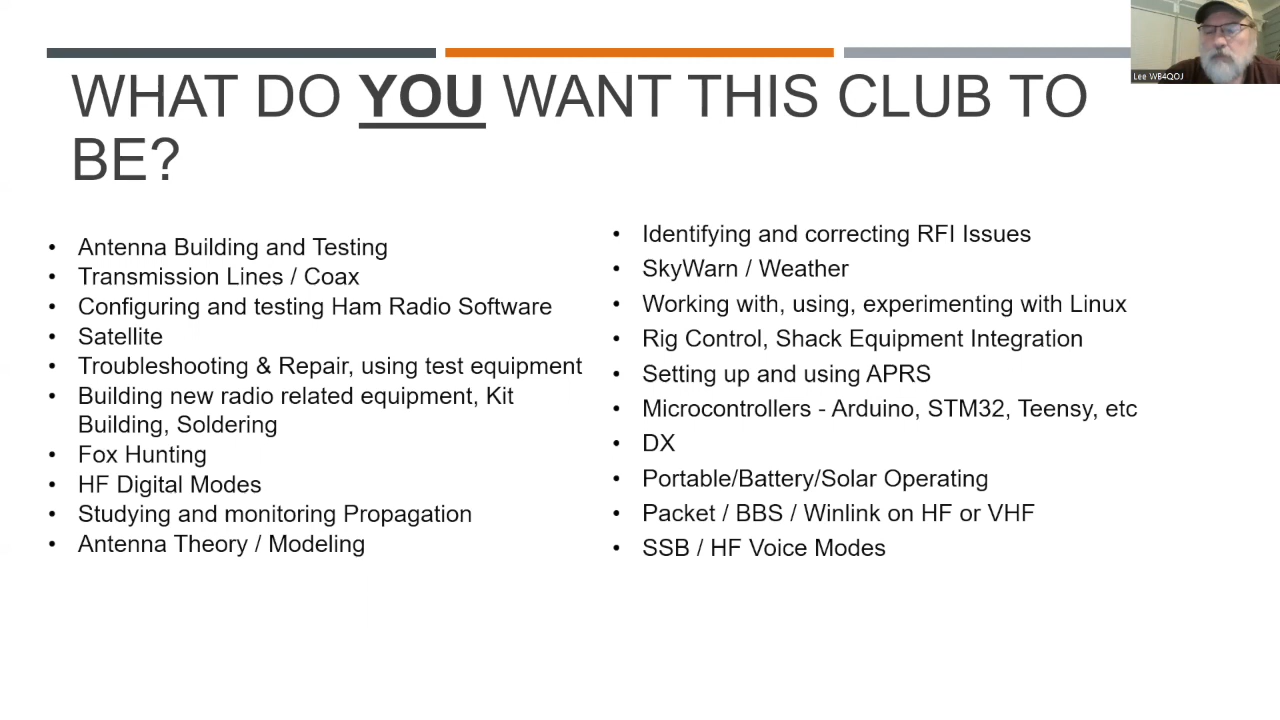 WHAT DO YOU WANT THIS CLUB TO
BE?
Lee WB4QOJ
• Antenna Building and Testing
• Transmission Lines / Coax
• Configuring and testing Ham Radio Software
• Satellite
• Troubleshooting & Repair, using test equipment
• Building new radio related equipment, Kit
Building, Soldering
• Fox Hunting
• HF Digital Modes
• Studying and monitoring Propagation
• Antenna Theory / Modeling
• Identifying and correcting RFI Issues
• SkyWarn / Weather
• Working with, using, experimenting with Linux
• Rig Control, Shack Equipment Integration
• Setting up and using APRS
• Microcontrollers - Arduino, STM32, Teensy, etc
• DX
• Portable/Battery/Solar Operating
• Packet / BBS / Winlink on HF or VHF
• SSB / HF Voice Modes